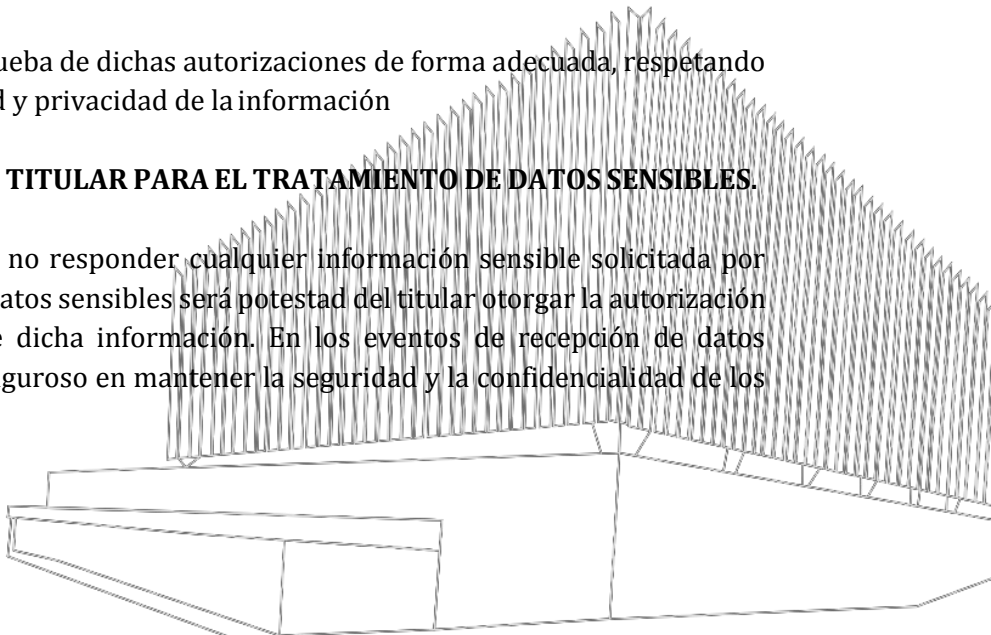 ueba de dichas autorizaciones de forma adecuada, respetando
d y privacidad de la información
TITULAR PARA EL TRATAMIENTO DE DATOS SENSIBLES.
no responder cualquier información sensible solicitada por
atos sensibles será potestad del titular otorgar la autorización
e dicha información. En los eventos de recepción de datos
iguroso en mantener la seguridad y la confidencialidad de los